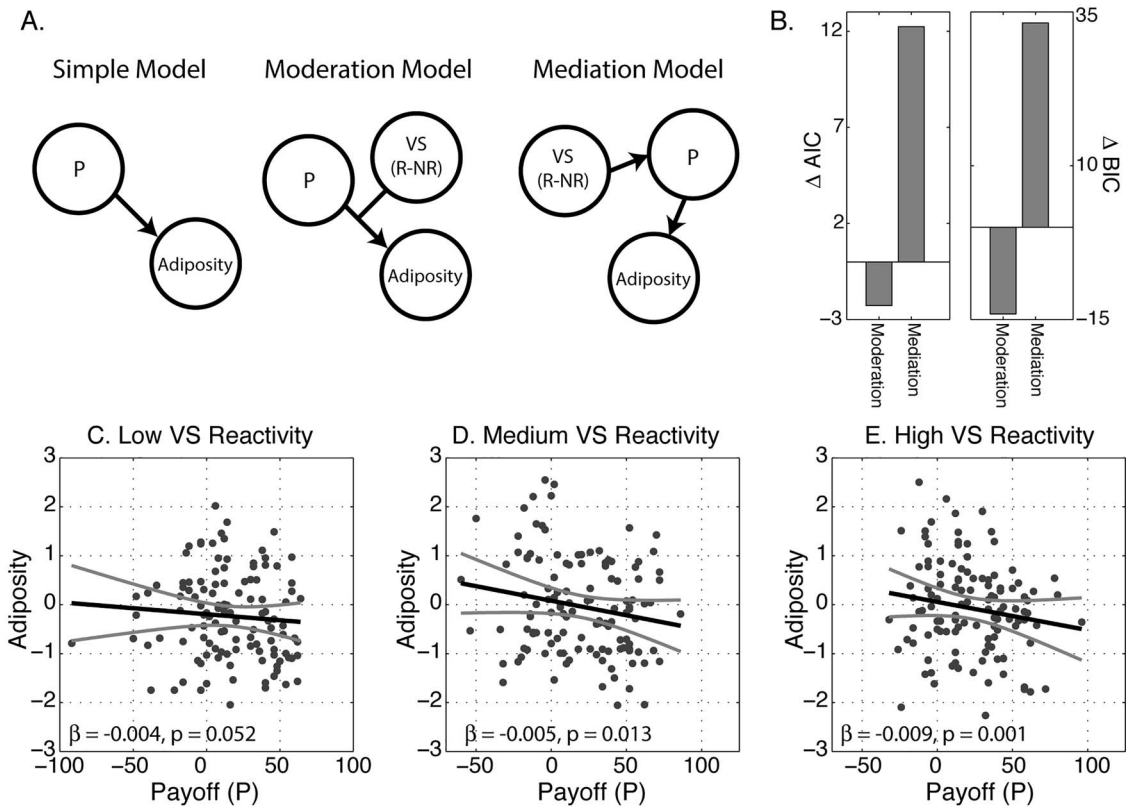 A.
Simple Model
Moderation Model
Mediation Model
P
Adiposity
P
VS
(R-NR)
Adiposity
VS
(R-NR)
P
Adiposity
B.
12
7
2
−3
Δ AIC
Moderation
Mediation
35
10
−15
Δ BIC
Moderation
Mediation
C. Low VS Reactivity
3
2
1
0
−1
−2
−3
Adiposity
β = -0.004, p = 0.052
−100
−50
0
50
100
Payoff (P)
D. Medium VS Reactivity
3
2
1
0
−1
−2
−3
Adiposity
β = -0.005, p = 0.013
−50
0
50
100
Payoff (P)
E. High VS Reactivity
3
2
1
0
−1
−2
−3
Adiposity
β = -0.009, p = 0.001
−50
0
50
100
Payoff (P)